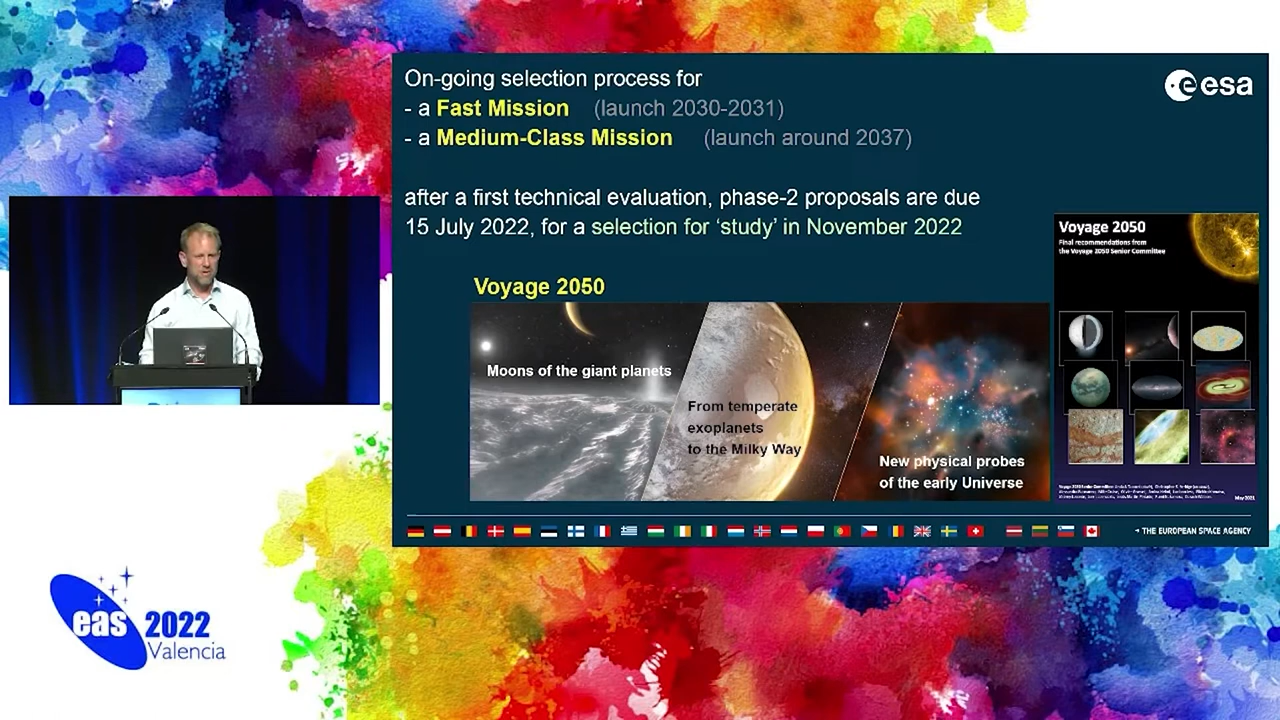 On-going selection process for
- a Fast Mission (launch 2030-2031)
- a Medium-Class Mission (launch around 2037)
after a first technical evaluation, phase-2 proposals are due
15 July 2022, for a selection for ‘study’ in November 2022
esa
Voyage 2050
Moons of the giant planets
From temperate
exoplanets
to the Milky Way
New physical probes
of the early Universe
Voyage 2050
Final recommendations from
the Voyage 2050 Senior Committee
May 2021
→ THE EUROPEAN SPACE AGENCY
eas 2022
Valencia